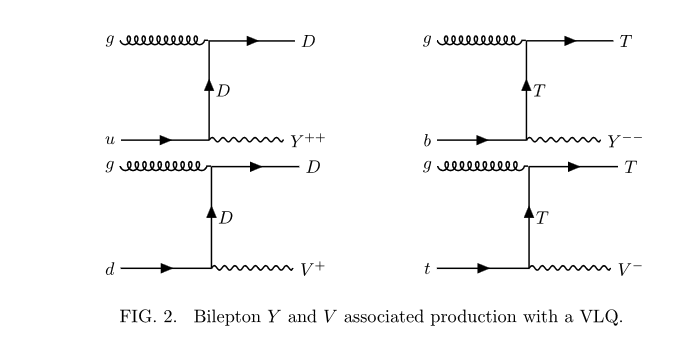 g D g T
D T
u Y++ b Y−−
g D g T
D T
d V+ t V−
FIG. 2. Bilepton Y and V associated production with a VLQ.